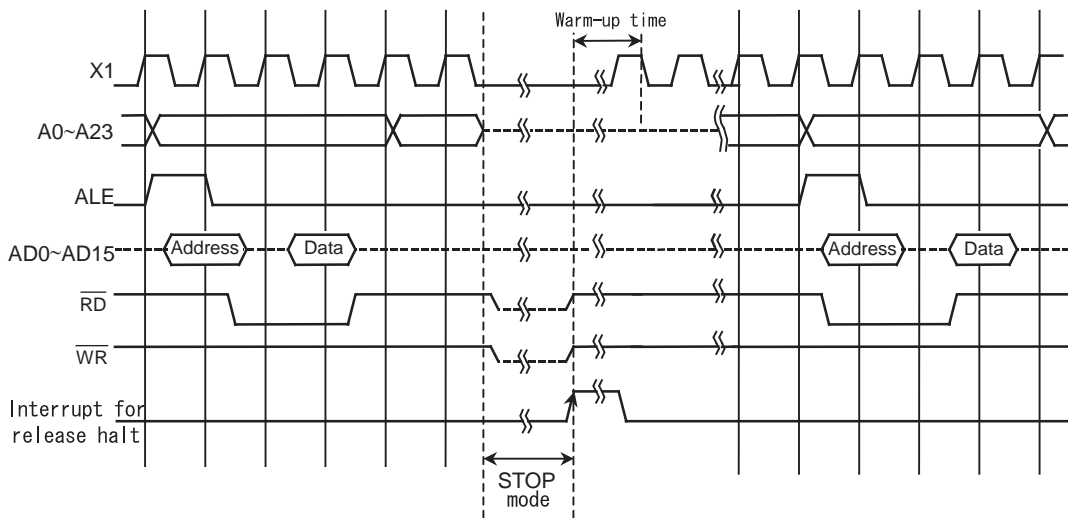 Warm-up time
X1
A0~A23
ALE
AD0~AD15
Address
Data
Address
Data
RD
WR
Interrupt for
release halt
STOP
mode